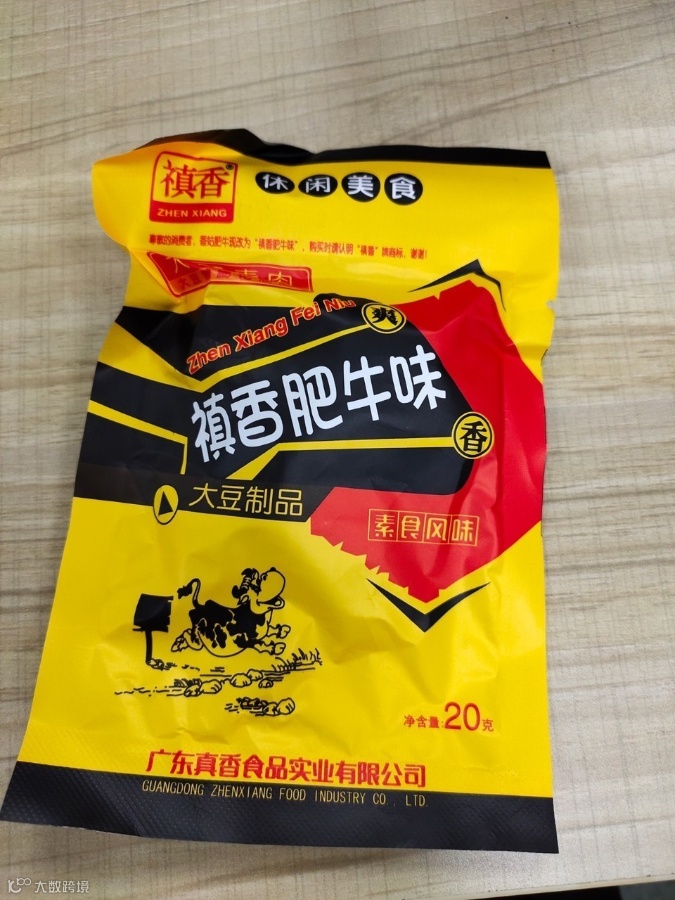 禛香®
ZHEN XIANG
休闲美食
尊敬的消费者,香菇肥牛现改为"禛香肥牛味",购买时请认明"禛香"牌商标,谢谢!
素肉
Zhen Xiang Fei Niu
爽
禛香肥牛味
香
大豆制品
素食风味
净含量:20克
广东真香食品实业有限公司
GUANGDONG ZHENXIANG FOOD INDUSTRY CO., LTD
大数跨境